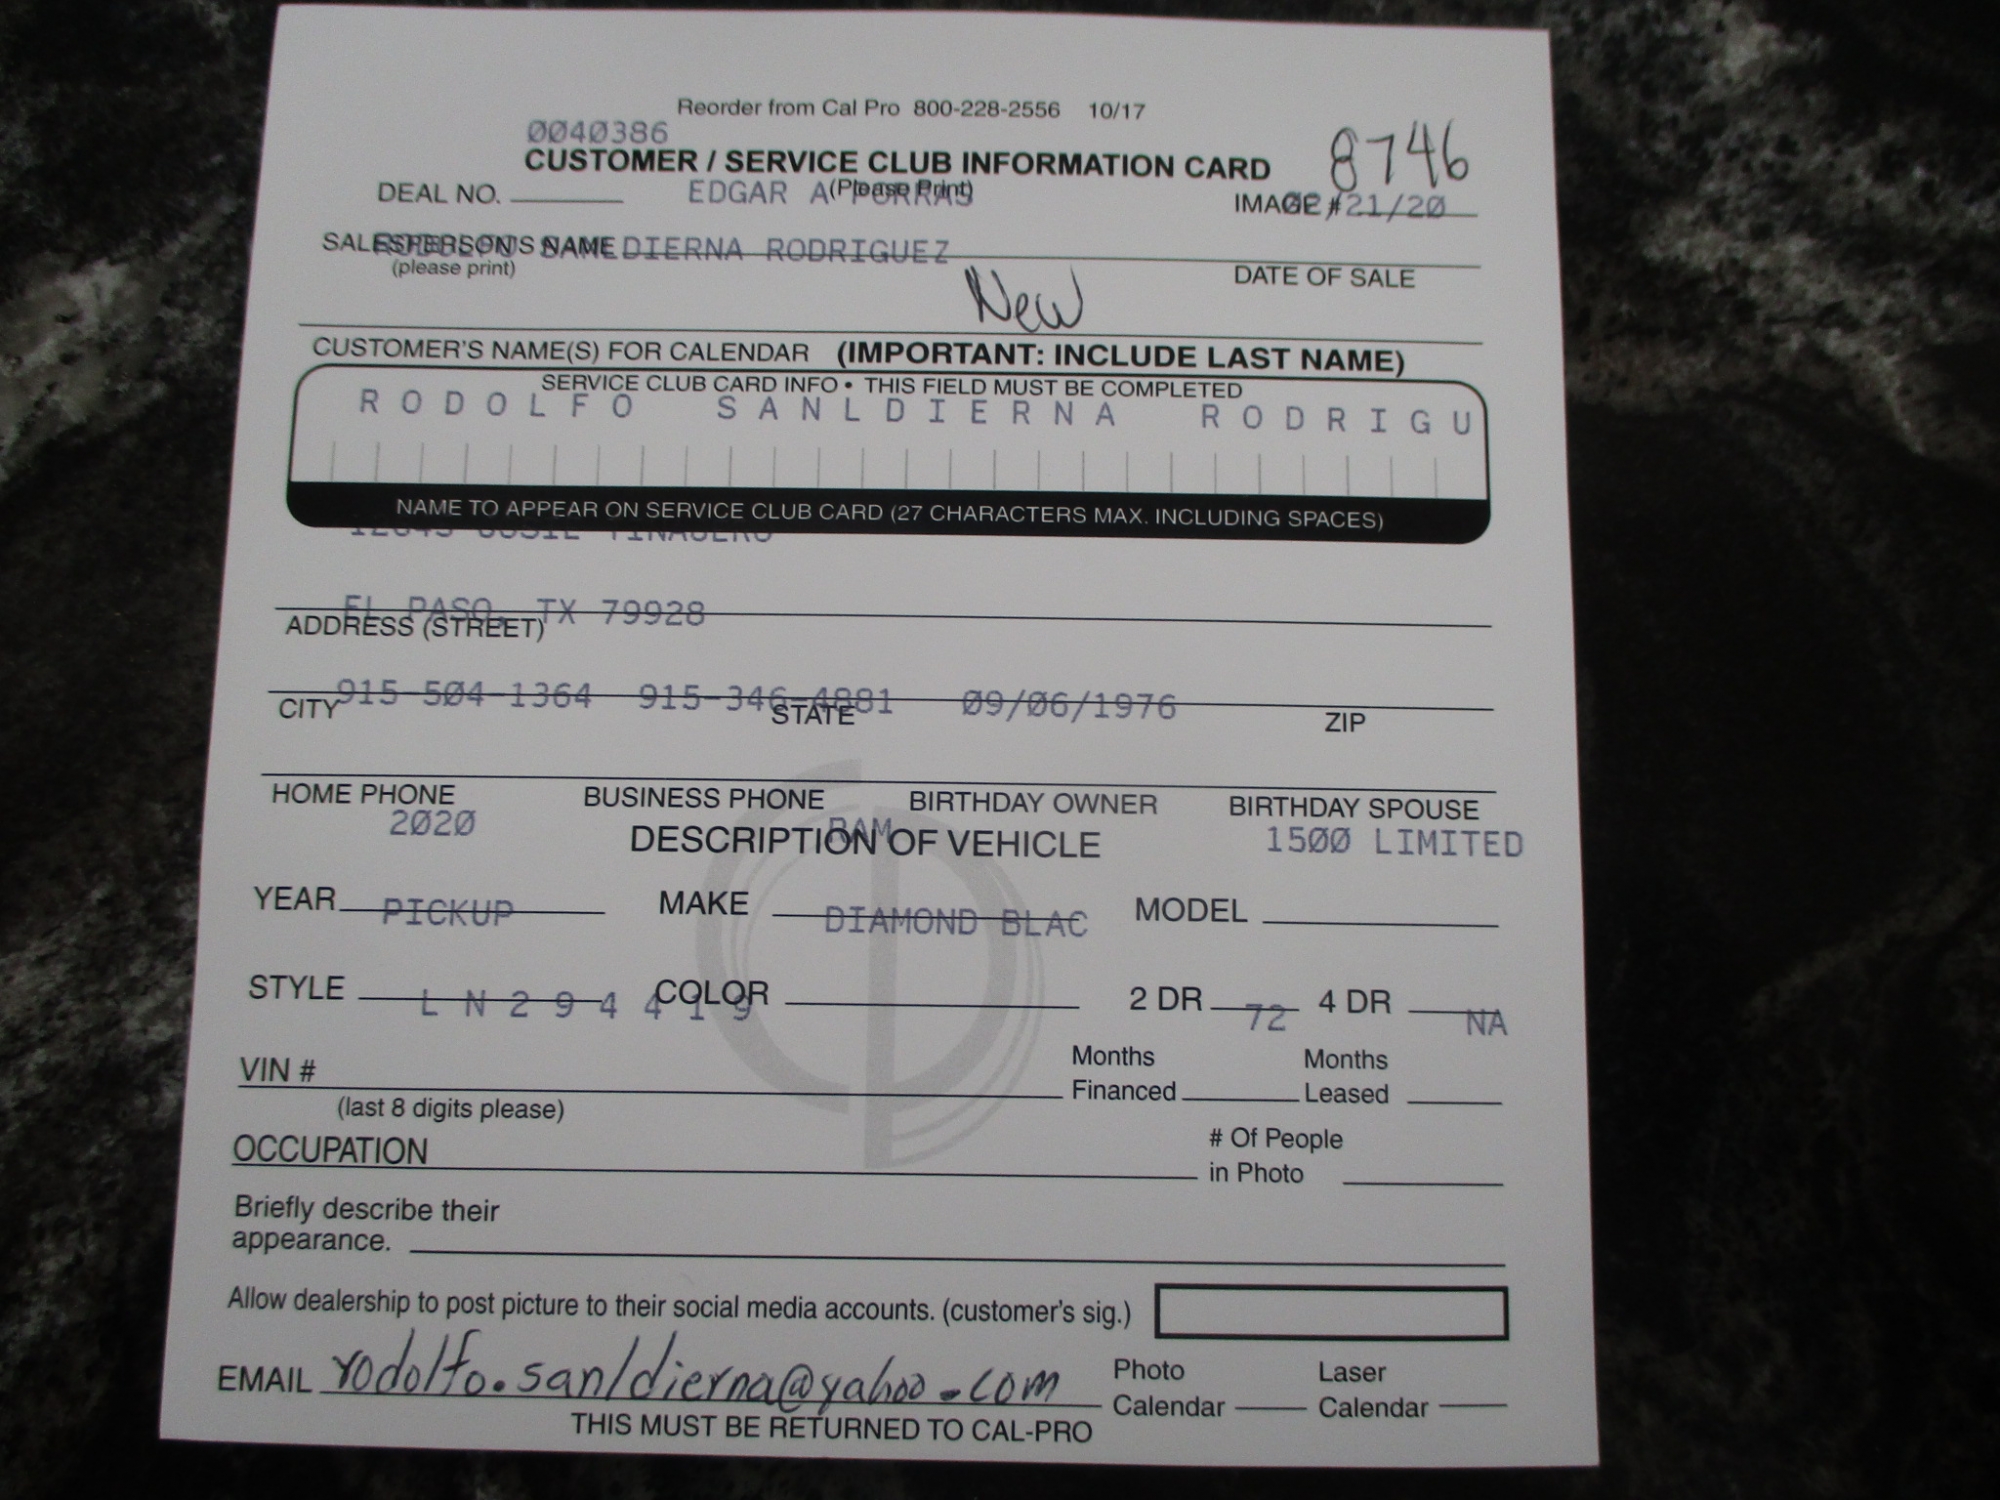 Reorder from Cal Pro 800-228-2556 10/17
0040386
CUSTOMER / SERVICE CLUB INFORMATION CARD 8746
DEAL NO. EDGAR A PORRAS (Please Print) IMAGE # 21/20
SALESPERSON'S NAME DIERNA RODRIGUEZ
(please print) DATE OF SALE
New
CUSTOMER'S NAME(S) FOR CALENDAR (IMPORTANT: INCLUDE LAST NAME)
SERVICE CLUB CARD INFO • THIS FIELD MUST BE COMPLETED
RODOLFO SANLDIERNA RODRIGU
NAME TO APPEAR ON SERVICE CLUB CARD (27 CHARACTERS MAX. INCLUDING SPACES)
EL PASO, TX 79928
ADDRESS (STREET)
915-504-1364 915-346-4881 09/06/1976
CITY STATE ZIP
HOME PHONE BUSINESS PHONE BIRTHDAY OWNER BIRTHDAY SPOUSE
2020 RAM 1500 LIMITED
DESCRIPTION OF VEHICLE
YEAR PICKUP MAKE DIAMOND BLAC MODEL
STYLE LN294419 COLOR 2 DR 72 4 DR NA
VIN # Months Financed Months Leased
(last 8 digits please)
OCCUPATION # Of People in Photo
Briefly describe their
appearance.
Allow dealership to post picture to their social media accounts. (customer's sig.)
EMAIL rodolfo.sanldierna@yahoo.com Photo Calendar Laser Calendar
THIS MUST BE RETURNED TO CAL-PRO